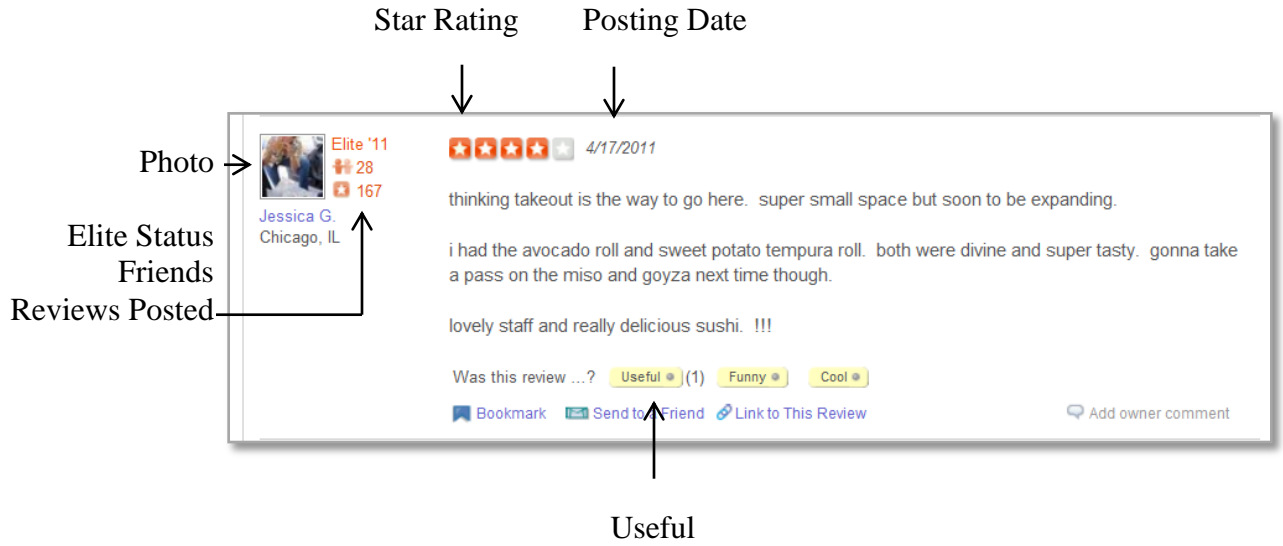 Star Rating
Posting Date
Photo
Elite Status
Friends
Reviews Posted
Elite '11
28
167
Jessica G.
Chicago, IL
4/17/2011
thinking takeout is the way to go here.  super small space but soon to be expanding.
i had the avocado roll and sweet potato tempura roll.  both were divine and super tasty.  gonna take
a pass on the miso and goyza next time though.
lovely staff and really delicious sushi.  !!!
Was this review ...? Useful (1) Funny Cool
Bookmark Send to a Friend Link to This Review Add owner comment
Useful